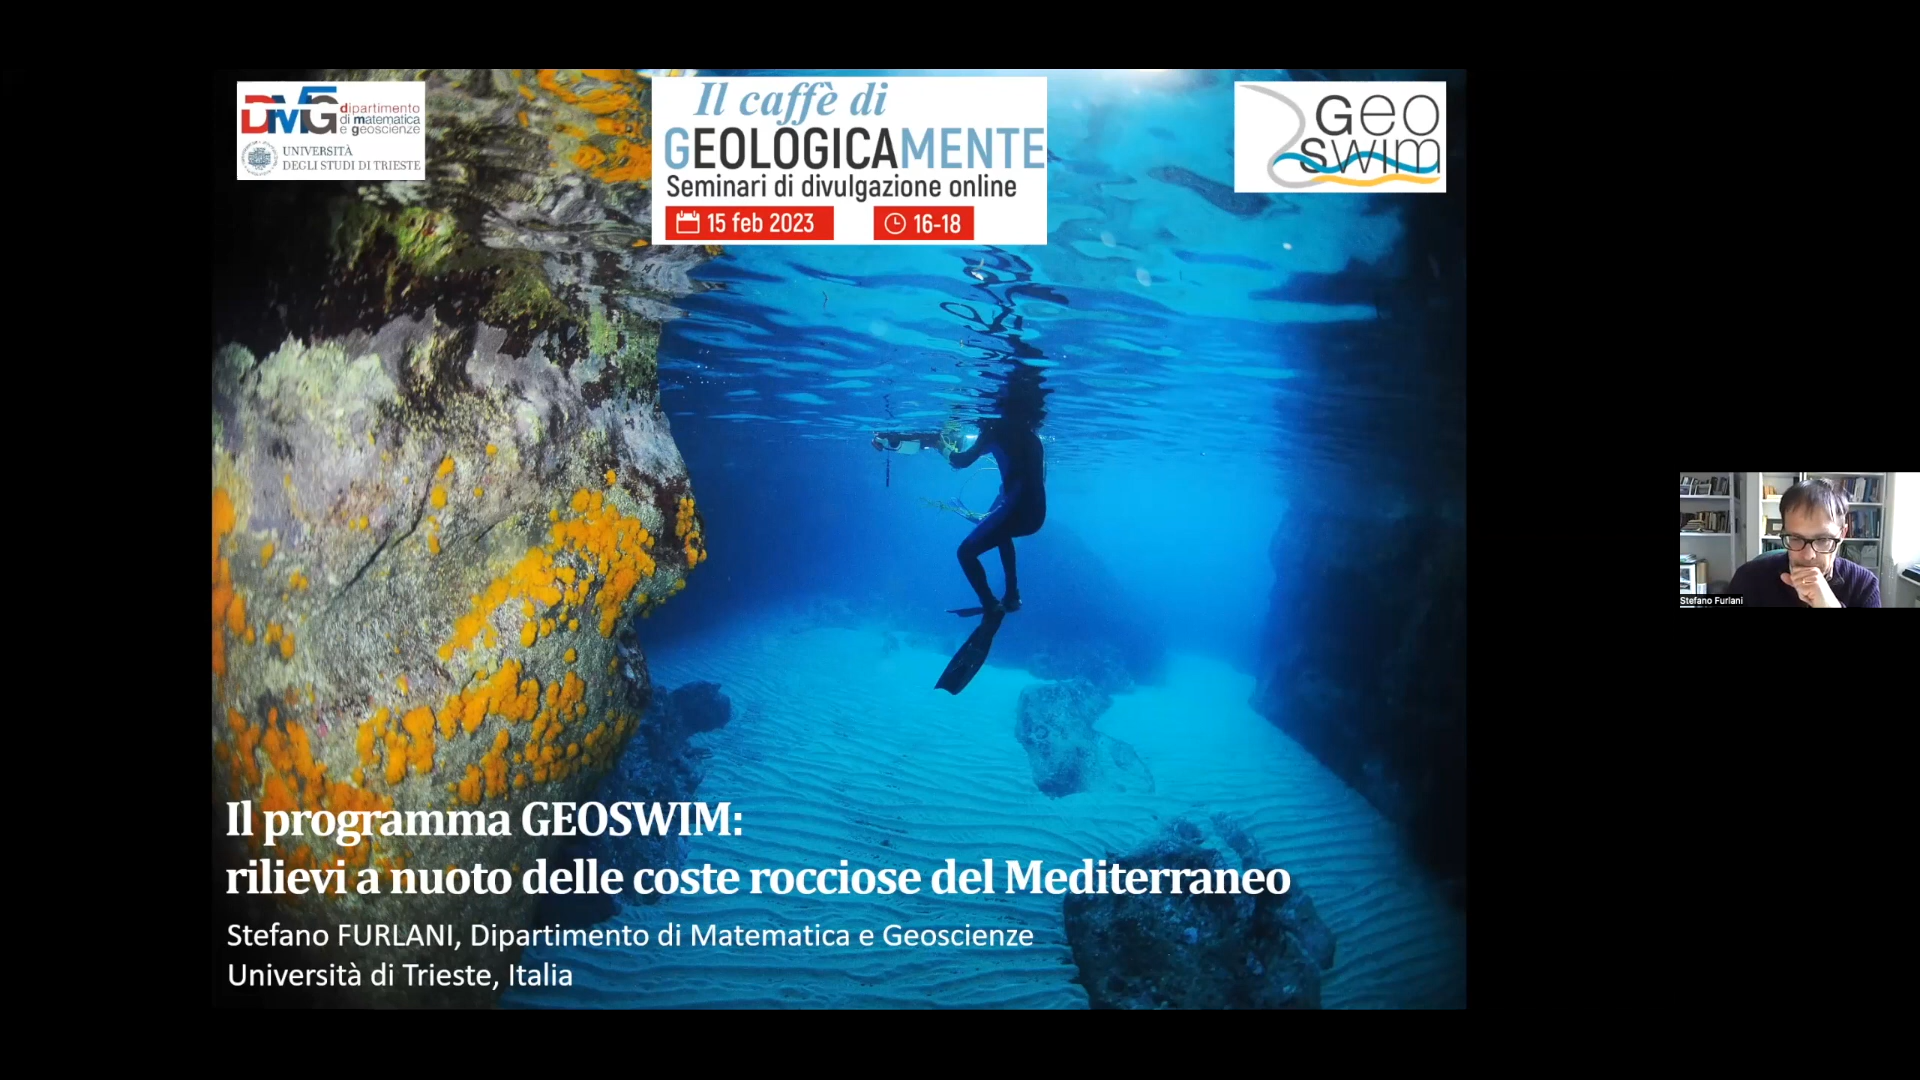 DMG
dipartimento
di matematica
e geoscienze
UNIVERSITÀ
DEGLI STUDI DI TRIESTE
Il caffè di
GEOLOGICAMENTE
Seminari di divulgazione online
15 feb 2023
16-18
Geo
swim
Il programma GEOSWIM:
rilievi a nuoto delle coste rocciose del Mediterraneo
Stefano FURLANI, Dipartimento di Matematica e Geoscienze
Università di Trieste, Italia
Stefano Furlani